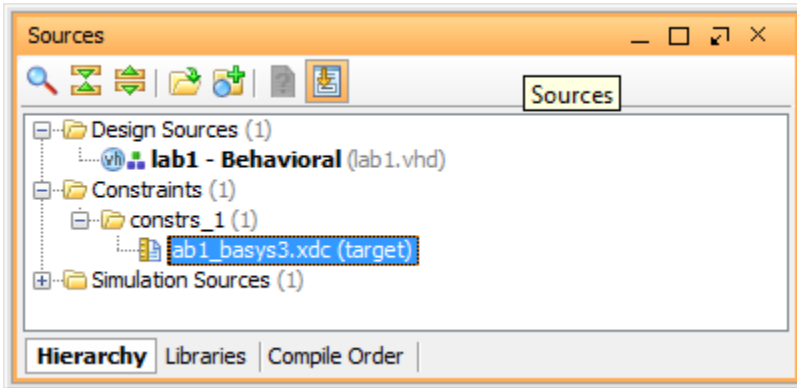 Sources
Sources
Design Sources (1)
lab1 - Behavioral (lab1.vhd)
Constraints (1)
constrs_1 (1)
ab1_basys3.xdc (target)
Simulation Sources (1)
Hierarchy Libraries Compile Order